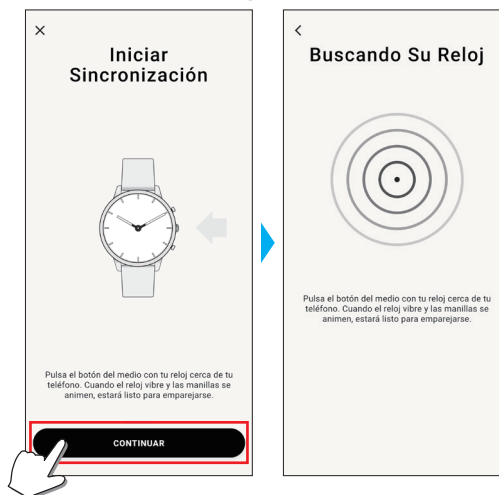 Iniciar
Sincronización
Pulsa el botón del medio con tu reloj cerca de tu
teléfono. Cuando el reloj vibre y las manillas se
animen, estará listo para emparejarse.
CONTINUAR
Buscando Su Reloj
Pulsa el botón del medio con tu reloj cerca de tu
teléfono. Cuando el reloj vibre y las manillas se
animen, estará listo para emparejarse.